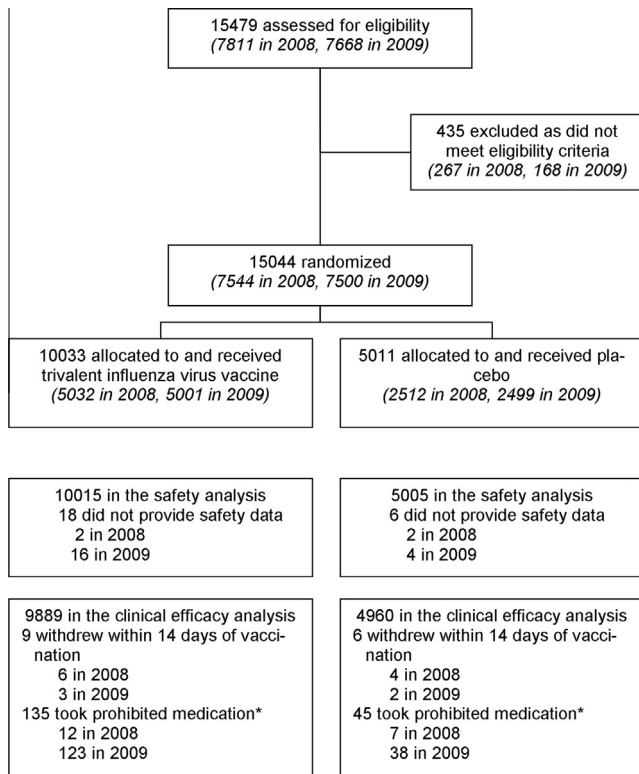 15479 assessed for eligibility
(7811 in 2008, 7668 in 2009)
435 excluded as did not
meet eligibility criteria
(267 in 2008, 168 in 2009)
15044 randomized
(7544 in 2008, 7500 in 2009)
10033 allocated to and received
trivalent influenza virus vaccine
(5032 in 2008, 5001 in 2009)
5011 allocated to and received pla-
cebo
(2512 in 2008, 2499 in 2009)
10015 in the safety analysis
18 did not provide safety data
2 in 2008
16 in 2009
5005 in the safety analysis
6 did not provide safety data
2 in 2008
4 in 2009
9889 in the clinical efficacy analysis
9 withdrew within 14 days of vacci-
nation
6 in 2008
3 in 2009
135 took prohibited medication*
12 in 2008
123 in 2009
4960 in the clinical efficacy analysis
6 withdrew within 14 days of vacci-
nation
4 in 2008
2 in 2009
45 took prohibited medication*
7 in 2008
38 in 2009